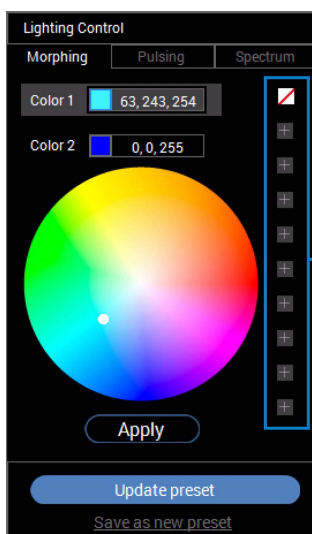 Lighting Control
Morphing Pulsing Spectrum
Color 1 63, 243, 254
Color 2 0, 0, 255
Apply
Update preset
Save as new preset